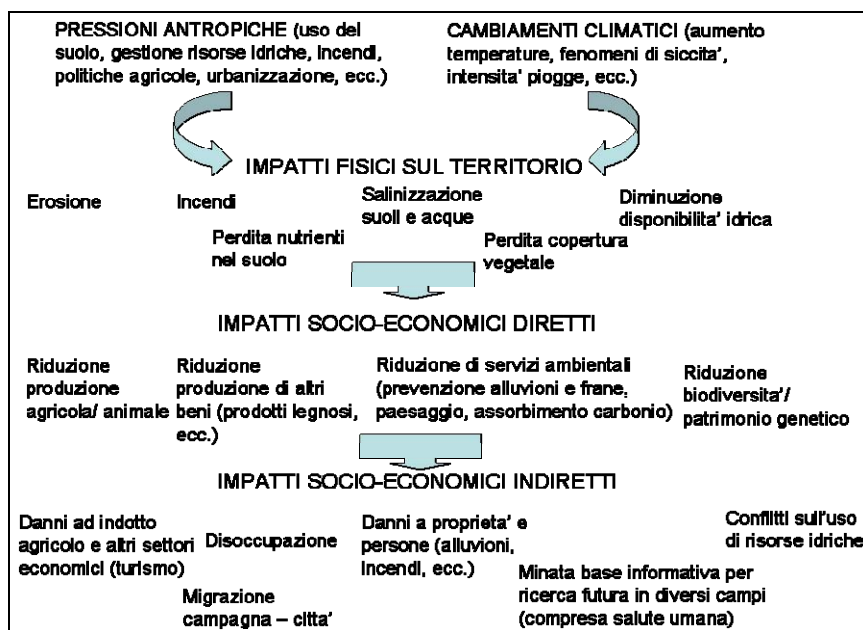 PRESSIONI ANTROPICHE (uso del
suolo, gestione risorse idriche, incendi,
politiche agricole, urbanizzazione, ecc.)
CAMBIAMENTI CLIMATICI (aumento
temperature, fenomeni di siccita',
intensita' piogge, ecc.)
IMPATTI FISICI SUL TERRITORIO
Erosione
Incendi
Salinizzazione
suoli e acque
Diminuzione
disponibilita' idrica
Perdita nutrienti
nel suolo
Perdita copertura
vegetale
IMPATTI SOCIO-ECONOMICI DIRETTI
Riduzione
produzione
agricola/ animale
Riduzione
produzione di altri
beni (prodotti legnosi,
ecc.)
Riduzione di servizi ambientali
(prevenzione alluvioni e frane,
paesaggio, assorbimento carbonio)
Riduzione
biodiversita'/
patrimonio genetico
IMPATTI SOCIO-ECONOMICI INDIRETTI
Danni ad indotto
agricolo e altri settori
economici (turismo)
Disoccupazione
Danni a proprieta' e
persone (alluvioni,
incendi, ecc.)
Conflitti sull'uso
di risorse idriche
Migrazione
campagna – citta'
Minata base informativa per
ricerca futura in diversi campi
(compresa salute umana)